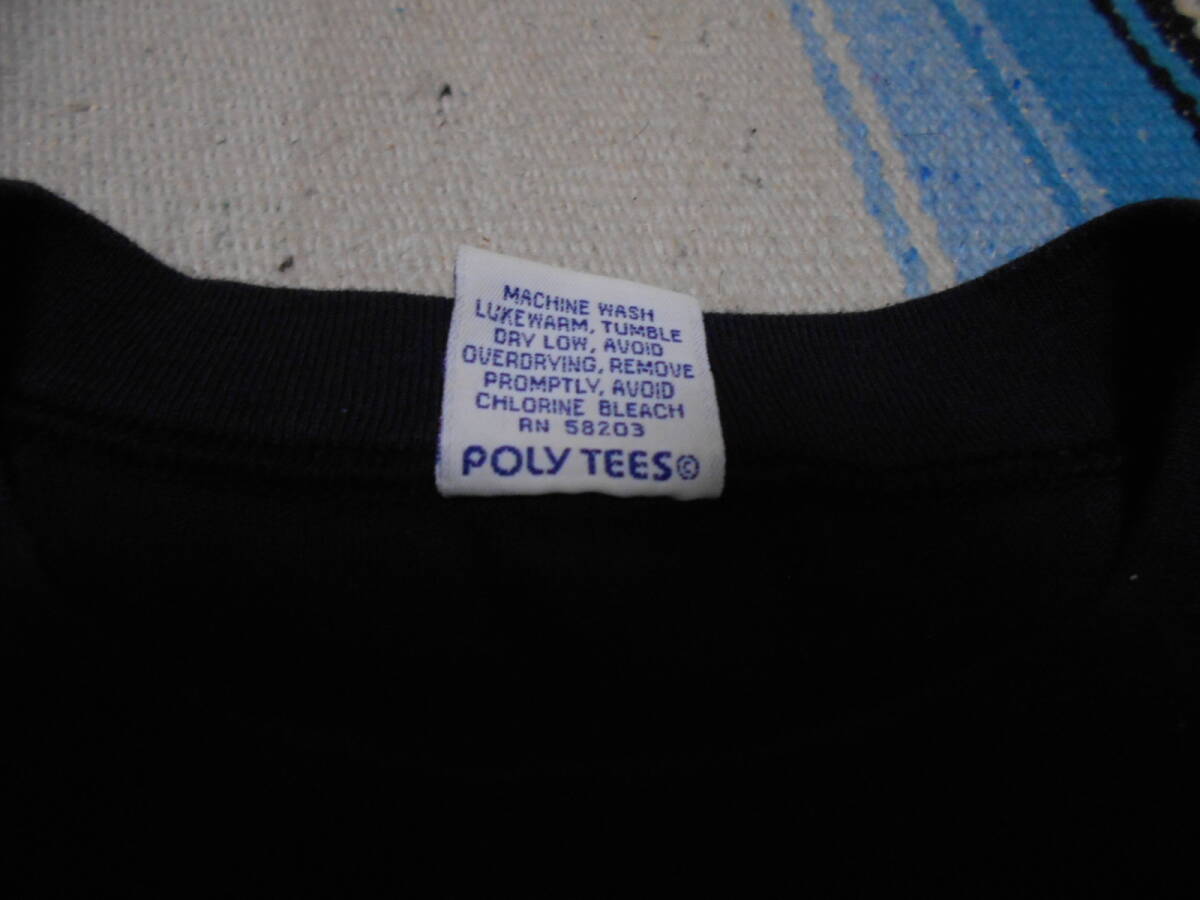 MACHINE WASH
LUKEWARM, TUMBLE
DRY LOW, AVOID
OVERDRYING, REMOVE
PROMPTLY, AVOID
CHLORINE BLEACH
RN 58203
POLY TEES©